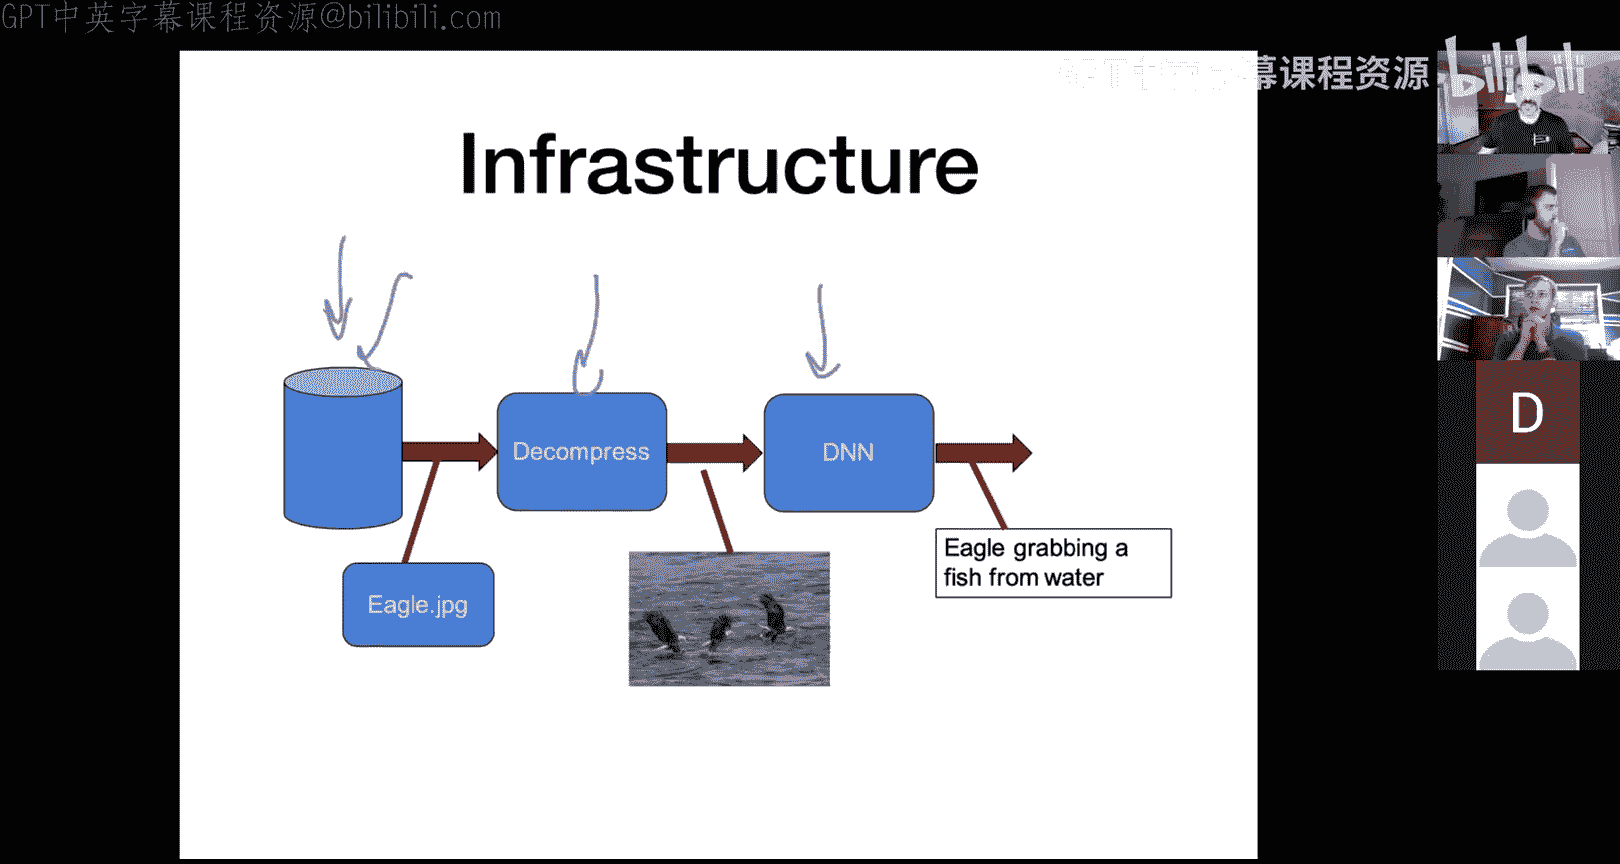 GPT中英字幕课程资源@bilibili.com
幕课程资源 bilibili
Infrastructure
Decompress
DNN
Eagle grabbing a
fish from water
Eagle.jpg
D